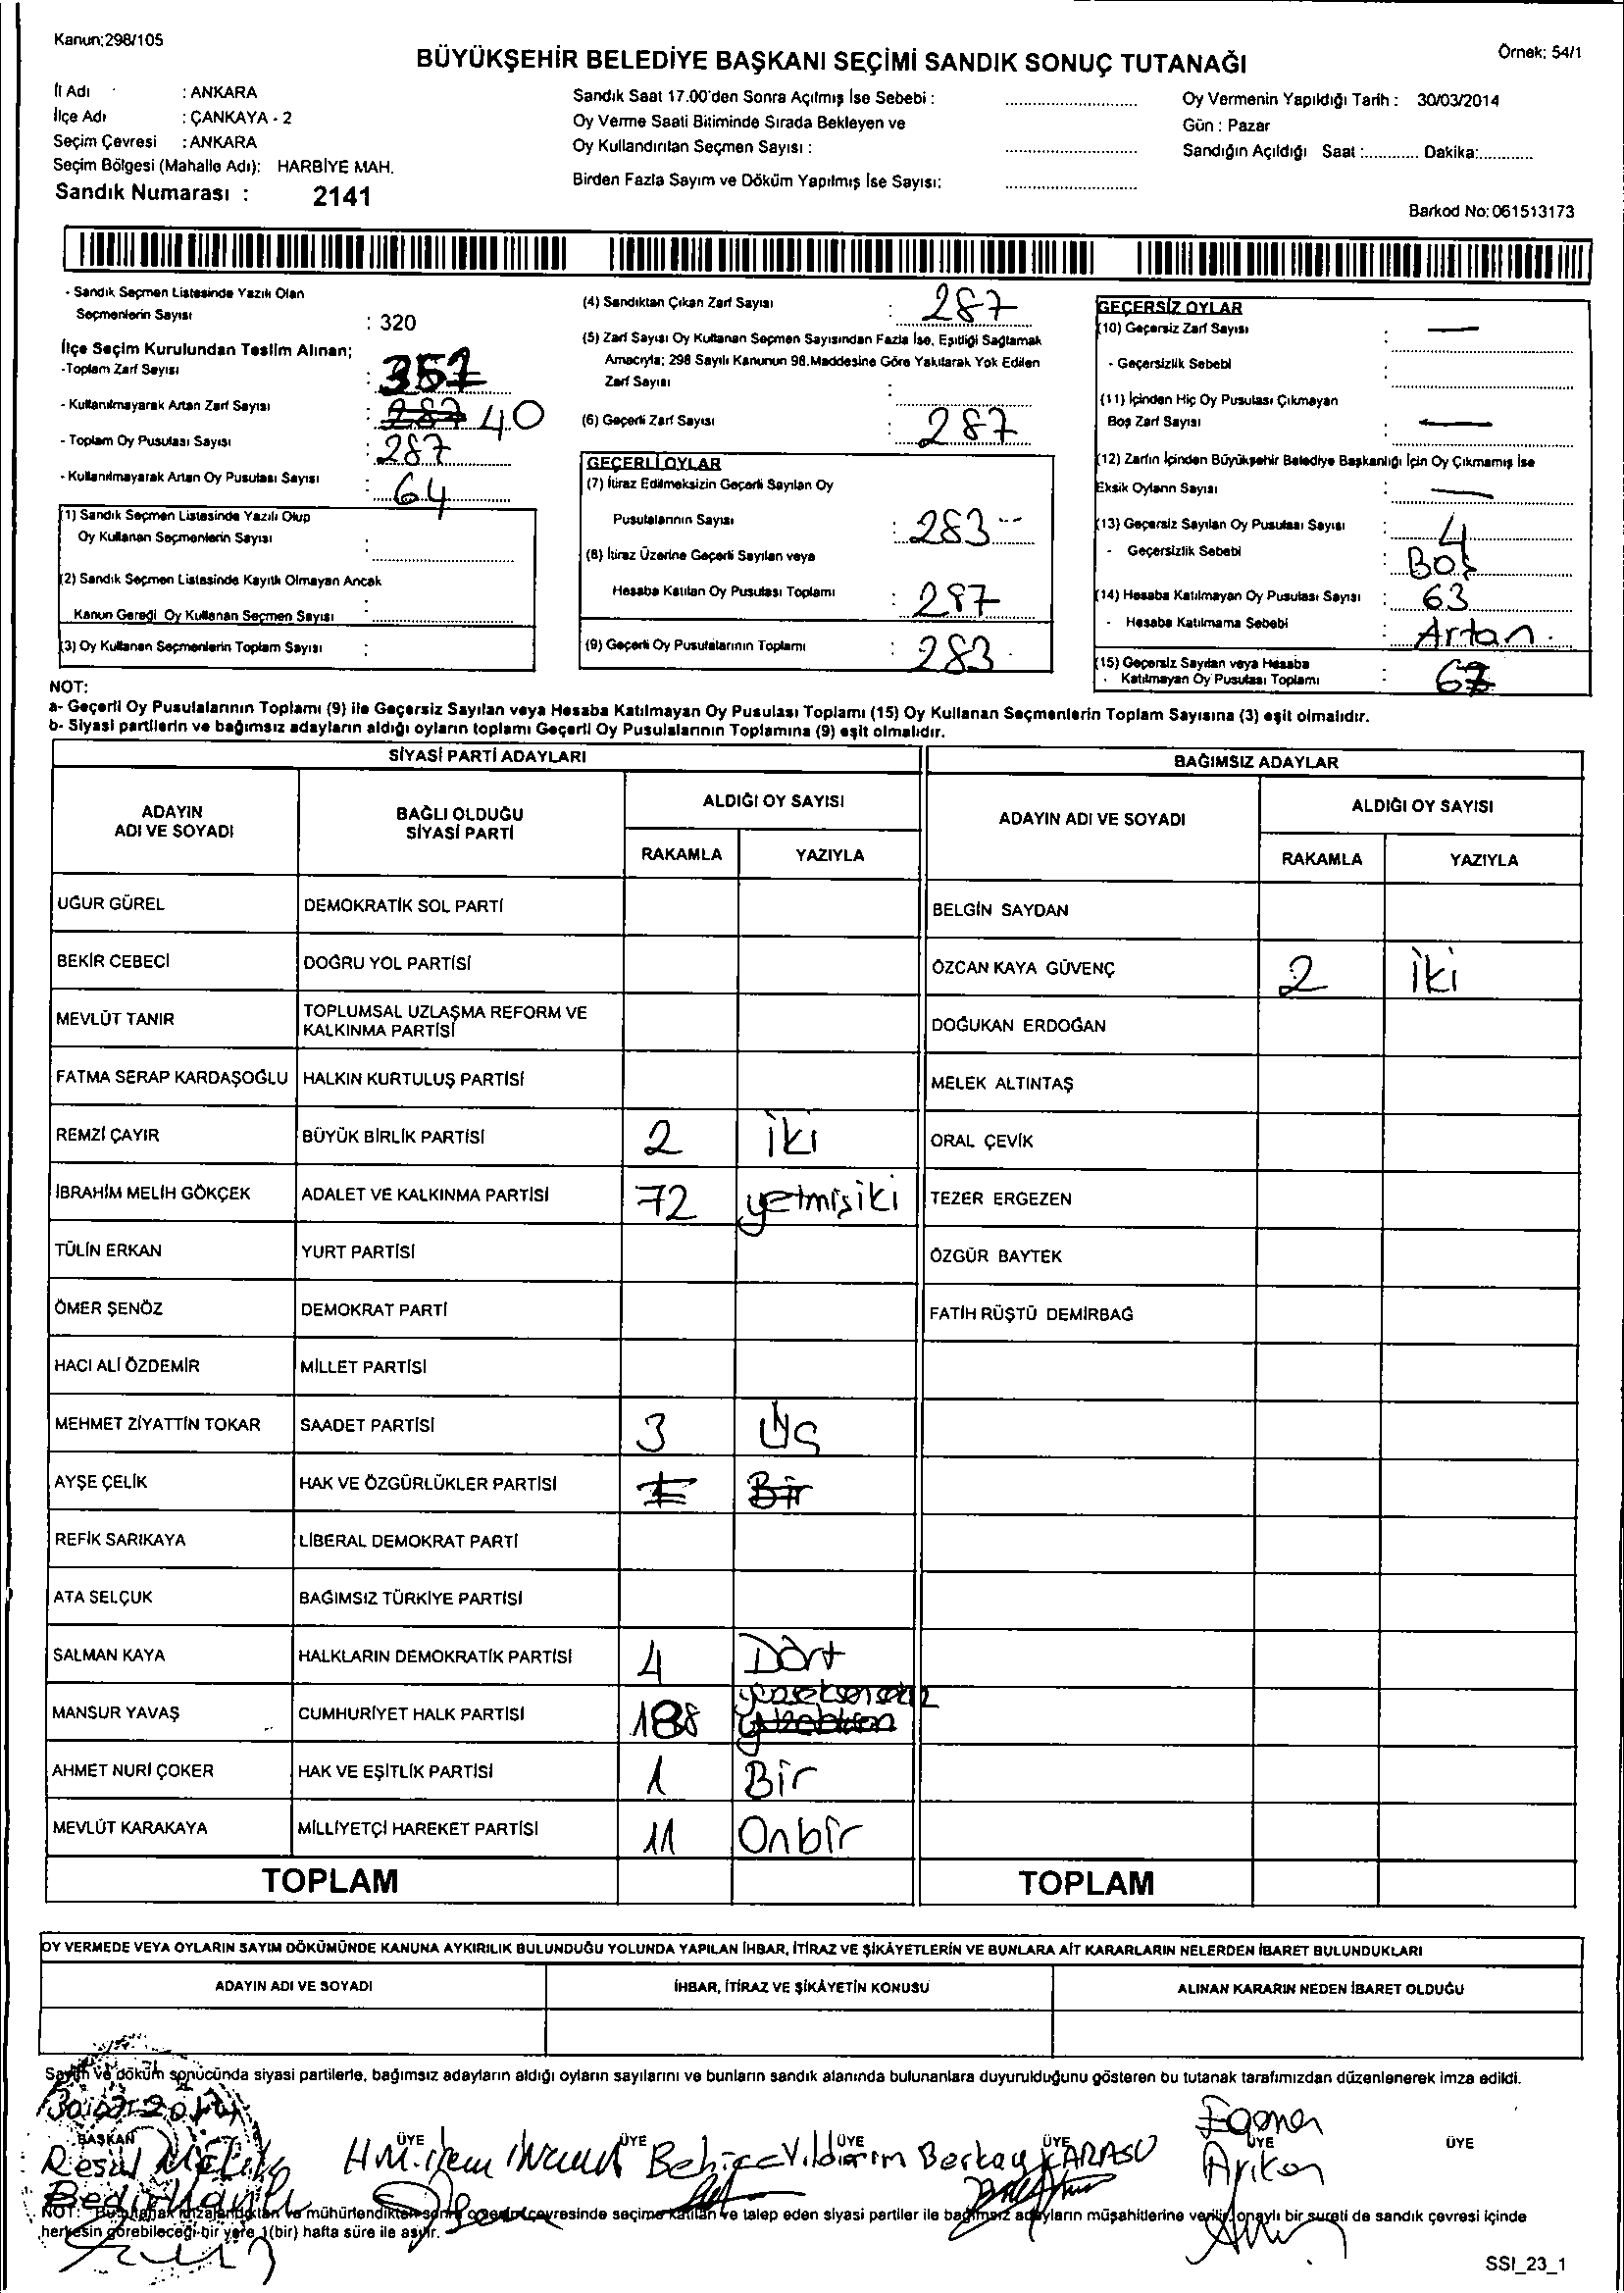 Kanun;298/105
BÜYÜKŞEHİR BELEDİYE BAŞKANI SEÇİMİ SANDIK SONUÇ TUTANAĞI
Örnek: 54/1
İl Adı : ANKARA
İlçe Adı : ÇANKAYA - 2
Seçim Çevresi : ANKARA
Seçim Bölgesi (Mahalle Adı): HARBİYE MAH.
Sandık Numarası : 2141
Sandık Saat 17.00'den Sonra Açılmış İse Sebebi :
Oy Verme Saati Bitiminde Sırada Bekleyen ve
Oy Kullandırılan Seçmen Sayısı :
Birden Fazla Sayım ve Döküm Yapılmış İse Sayısı:
Oy Vermenin Yapıldığı Tarih : 30/03/2014
Gün : Pazar
Sandığın Açıldığı Saat :............ Dakika:............
Barkod No: 061513173
- Sandık Seçmen Listesinde Yazılı Olan
Seçmenlerin Sayısı : 320
İlçe Seçim Kurulundan Teslim Alınan;
-Toplam Zarf Sayısı : 357
- Kullanılmayarak Artan Zarf Sayısı : 287 40
- Toplam Oy Pusulası Sayısı : 287
- Kullanılmayarak Artan Oy Pusulası Sayısı : 64
(1) Sandık Seçmen Listesinde Yazılı Olup
Oy Kullanan Seçmenlerin Sayısı :
(2) Sandık Seçmen Listesinde Kayıtlı Olmayan Ancak
Kanun Gereği Oy Kullanan Seçmen Sayısı :
(3) Oy Kullanan Seçmenlerin Toplam Sayısı :
(4) Sandıktan Çıkan Zarf Sayısı : 287
(5) Zarf Sayısı Oy Kullanan Seçmen Sayısından Fazla İse, Eşitliği Sağlamak
Amacıyla; 298 Sayılı Kanunun 98.Maddesine Göre Yakılarak Yok Edilen
Zarf Sayısı :
(6) Geçerli Zarf Sayısı : 287
GEÇERLİ OYLAR
(7) İtiraz Edilmeksizin Geçerli Sayılan Oy
Pusulalarının Sayısı : 283
(8) İtiraz Üzerine Geçerli Sayılan veya
Hesaba Katılan Oy Pusulası Toplamı : 287
(9) Geçerli Oy Pusulalarının Toplamı : 283
GEÇERSİZ OYLAR
(10) Geçersiz Zarf Sayısı : —
- Geçersizlik Sebebi :
(11) İçinden Hiç Oy Pusulası Çıkmayan
Boş Zarf Sayısı : —
(12) Zarfın İçinden Büyükşehir Belediye Başkanlığı İçin Oy Çıkmamış İse
Eksik Oyların Sayısı : —
(13) Geçersiz Sayılan Oy Pusulası Sayısı : 4
- Geçersizlik Sebebi : Boş
(14) Hesaba Katılmayan Oy Pusulası Sayısı : 63
- Hesaba Katılmama Sebebi : Artan.
(15) Geçersiz Sayılan veya Hesaba
Katılmayan Oy Pusulası Toplamı : 67
NOT:
a- Geçerli Oy Pusulalarının Toplamı (9) ile Geçersiz Sayılan veya Hesaba Katılmayan Oy Pusulası Toplamı (15) Oy Kullanan Seçmenlerin Toplam Sayısına (3) eşit olmalıdır.
b- Siyasi partilerin ve bağımsız adayların aldığı oyların toplamı Geçerli Oy Pusulalarının Toplamına (9) eşit olmalıdır.
SİYASİ PARTİ ADAYLARI
ADAYIN ADI VE SOYADI
BAĞLI OLDUĞU SİYASİ PARTİ
ALDIĞI OY SAYISI
RAKAMLA YAZIYLA
UĞUR GÜREL DEMOKRATİK SOL PARTİ
BEKİR CEBECİ DOĞRU YOL PARTİSİ
MEVLÜT TANIR TOPLUMSAL UZLAŞMA REFORM VE
KALKINMA PARTİSİ
FATMA SERAP KARDAŞOĞLU HALKIN KURTULUŞ PARTİSİ
REMZİ ÇAYIR BÜYÜK BİRLİK PARTİSİ 2 iki
İBRAHİM MELİH GÖKÇEK ADALET VE KALKINMA PARTİSİ 72 yetmişiki
TÜLİN ERKAN YURT PARTİSİ
ÖMER ŞENÖZ DEMOKRAT PARTİ
HACI ALİ ÖZDEMİR MİLLET PARTİSİ
MEHMET ZİYATTİN TOKAR SAADET PARTİSİ 3 Üç
AYŞE ÇELİK HAK VE ÖZGÜRLÜKLER PARTİSİ 1 Bir
REFİK SARIKAYA LİBERAL DEMOKRAT PARTİ
ATA SELÇUK BAĞIMSIZ TÜRKİYE PARTİSİ
SALMAN KAYA HALKLARIN DEMOKRATİK PARTİSİ 4 Dört
MANSUR YAVAŞ CUMHURİYET HALK PARTİSİ 188
AHMET NURİ ÇOKER HAK VE EŞİTLİK PARTİSİ 1 Bir
MEVLÜT KARAKAYA MİLLİYETÇİ HAREKET PARTİSİ 11 Onbir
TOPLAM
BAĞIMSIZ ADAYLAR
ADAYIN ADI VE SOYADI
ALDIĞI OY SAYISI
RAKAMLA YAZIYLA
BELGİN SAYDAN
ÖZCAN KAYA GÜVENÇ 2 iki
DOĞUKAN ERDOĞAN
MELEK ALTINTAŞ
ORAL ÇEVİK
TEZER ERGEZEN
ÖZGÜR BAYTEK
FATİH RÜŞTÜ DEMİRBAĞ
TOPLAM
OY VERMEDE VEYA OYLARIN SAYIM DÖKÜMÜNDE KANUNA AYKIRILIK BULUNDUĞU YOLUNDA YAPILAN İHBAR, İTİRAZ VE ŞİKÂYETLERİN VE BUNLARA AİT KARARLARIN NELERDEN İBARET BULUNDUKLARI
ADAYIN ADI VE SOYADI İHBAR, İTİRAZ VE ŞİKÂYETİN KONUSU ALINAN KARARIN NEDEN İBARET OLDUĞU
Sayım ve döküm sonucunda siyasi partilerle, bağımsız adayların aldığı oyların sayılarını ve bunların sandık alanında bulunanlara duyurulduğunu gösteren bu tutanak tarafımızdan düzenlenerek imza edildi.
BAŞKAN ÜYE ÜYE ÜYE ÜYE ÜYE ÜYE
Resul
Behice Yıldırım
Berkay KARASU
NOT: Bu tutanak imzalandıktan ve mühürlendikten sonra seçim çevresinde seçime katılan ve talep eden siyasi partiler ile bağımsız adayların müşahitlerine verilir, onaylı bir sureti de sandık çevresi içinde
herkesin görebileceği bir yere 1(bir) hafta süre ile asılır.
SSI_23_1